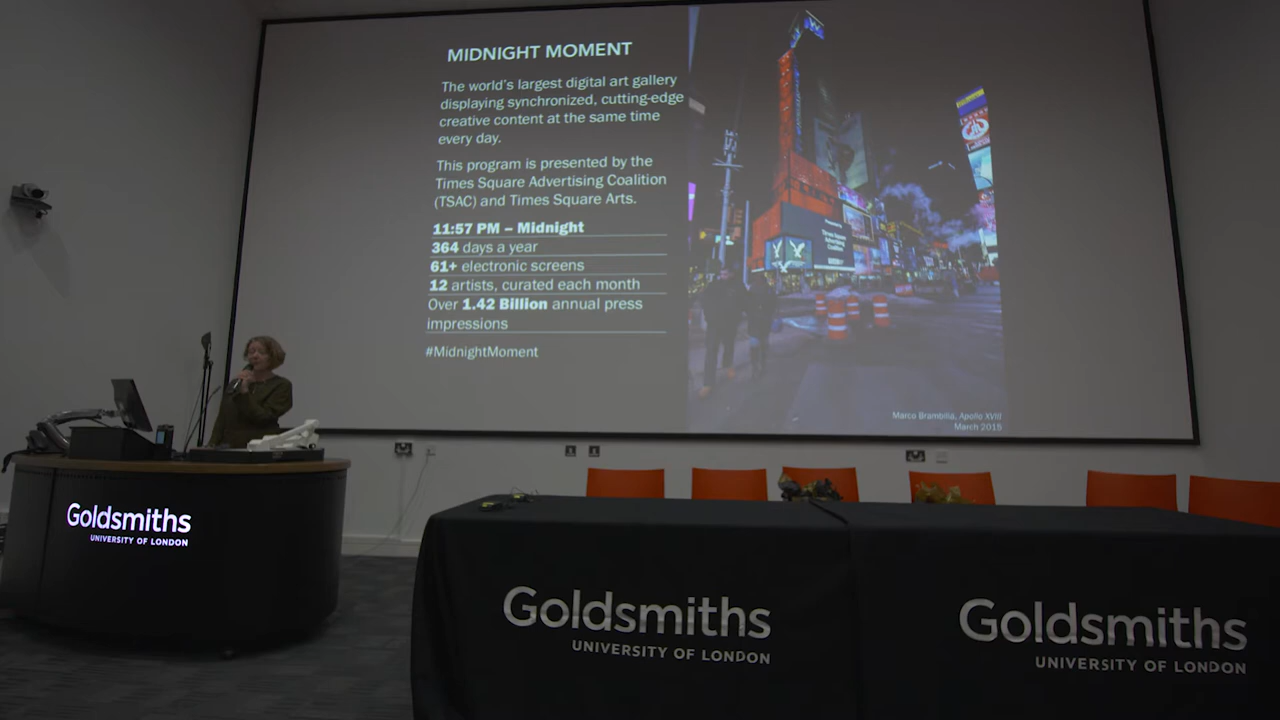 MIDNIGHT MOMENT
The world's largest digital art gallery
displaying synchronized, cutting-edge
creative content at the same time
every day.
This program is presented by the
Times Square Advertising Coalition
(TSAC) and Times Square Arts.
11:57 PM – Midnight
364 days a year
61+ electronic screens
12 artists, curated each month
Over 1.42 Billion annual press
impressions
#MidnightMoment
Times Square
Advertising
Coalition
Marco Brambilla, Apollo XVIII
March 2015
Goldsmiths
UNIVERSITY OF LONDON
Goldsmiths
UNIVERSITY OF LONDON
Goldsmiths
UNIVERSITY OF LONDON